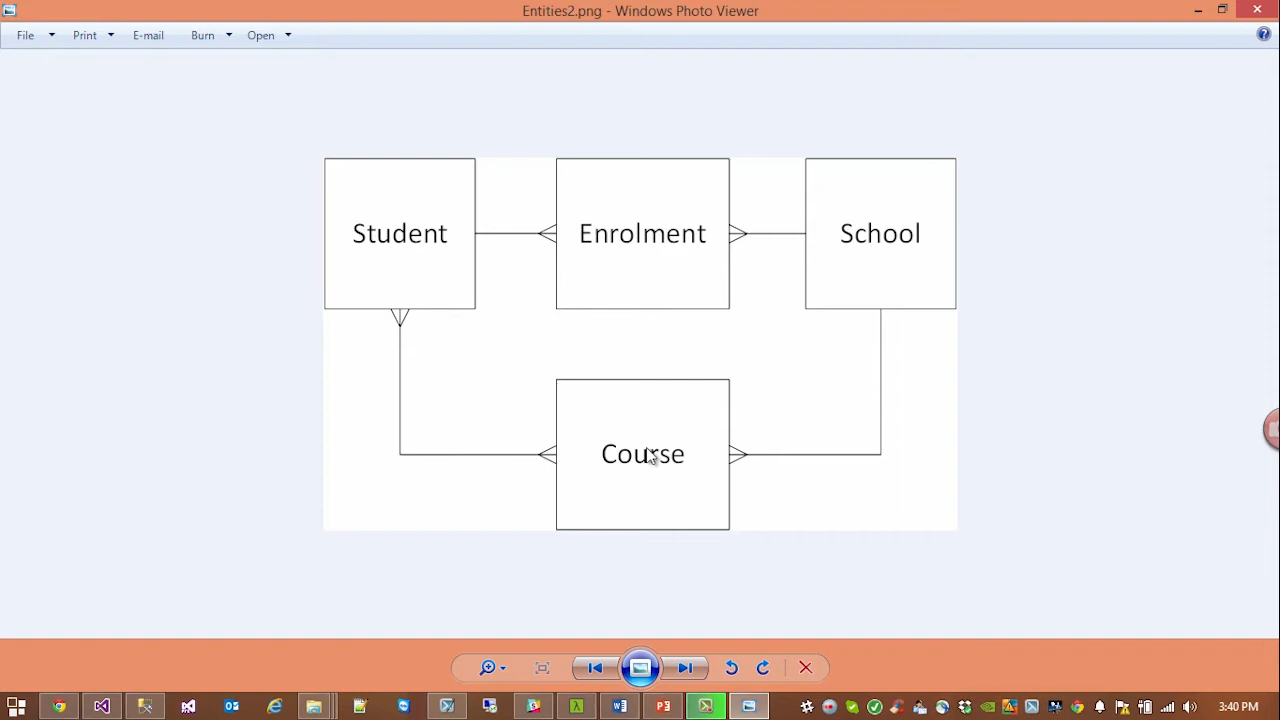 Entities2.png - Windows Photo Viewer
File Print E-mail Burn Open
Student Enrolment School
Course
3:40 PM